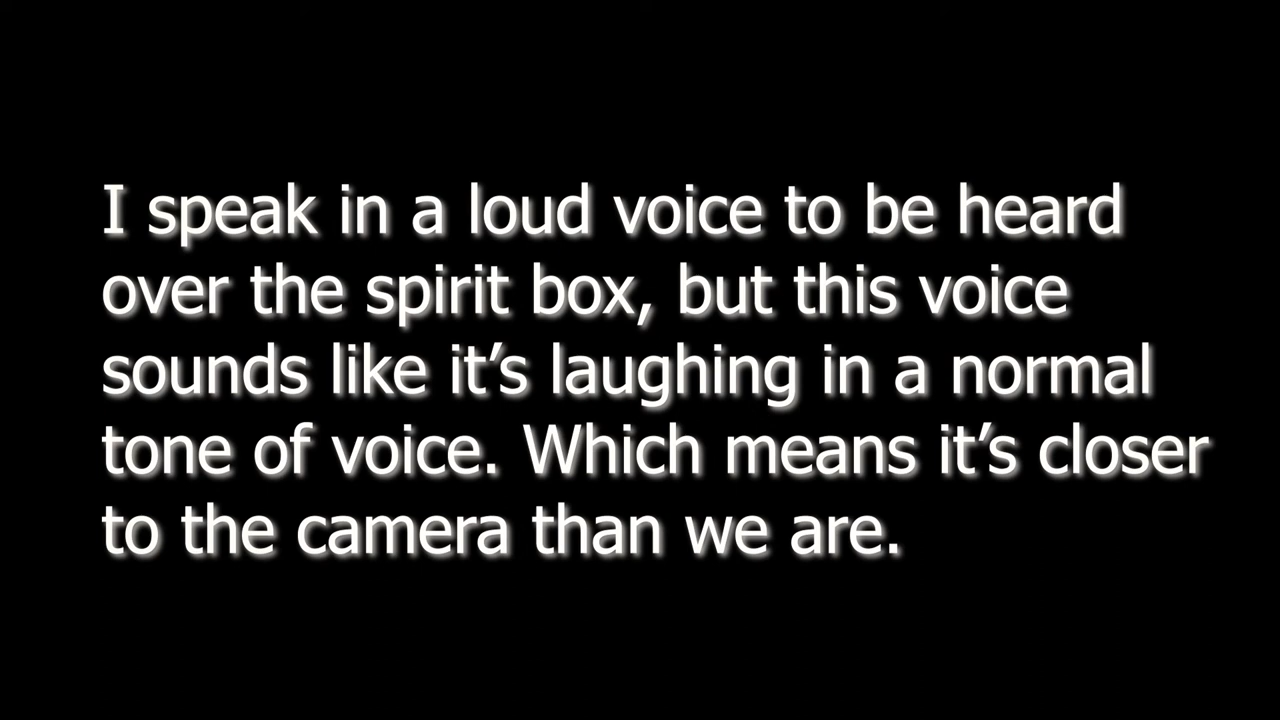 I speak in a loud voice to be heard
over the spirit box, but this voice
sounds like it’s laughing in a normal
tone of voice. Which means it’s closer
to the camera than we are.